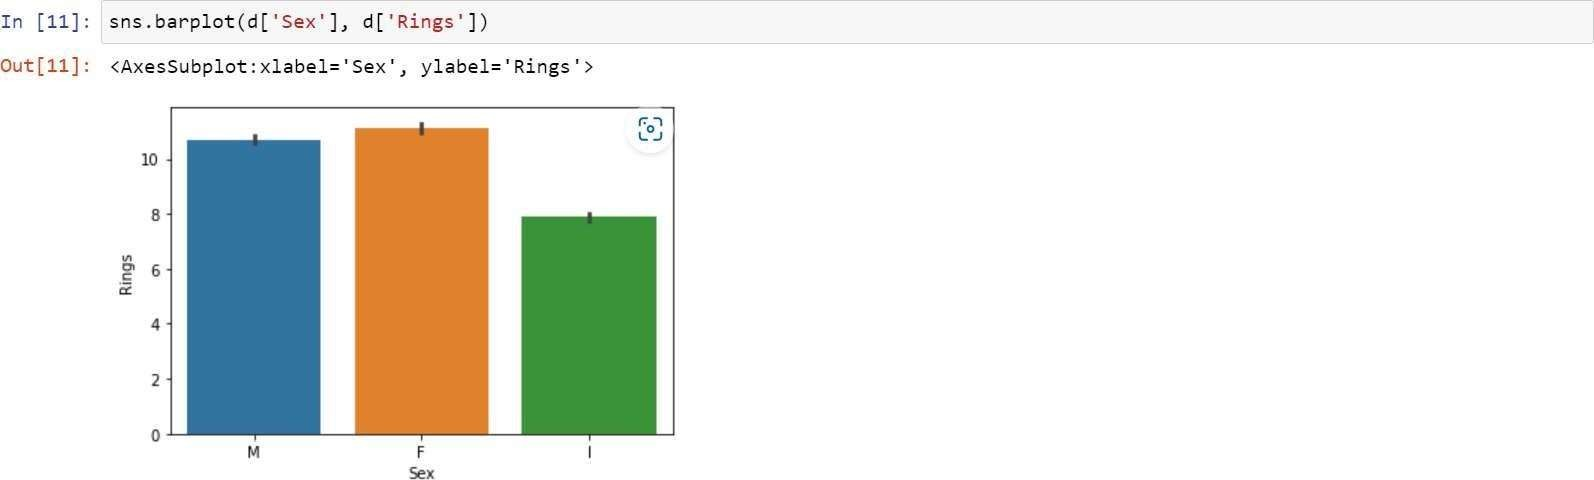 In [11]: sns.barplot(d['Sex'], d['Rings'])
Out[11]: <AxesSubplot:xlabel='Sex', ylabel='Rings'>
10
8
6
4
2
0
Rings
M F I
Sex